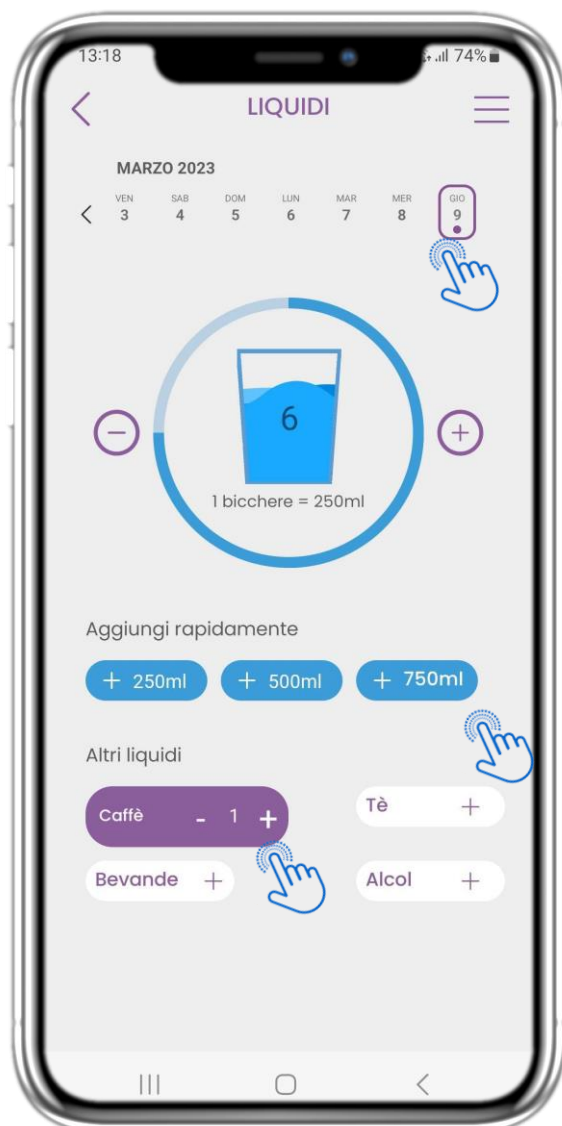 13:18 74%
LIQUIDI
MARZO 2023
VEN SAB DOM LUN MAR MER GIO
3 4 5 6 7 8 9
6
1 bicchere = 250ml
Aggiungi rapidamente
+ 250ml + 500ml + 750ml
Altri liquidi
Caffè - 1 + Tè +
Bevande + Alcol +